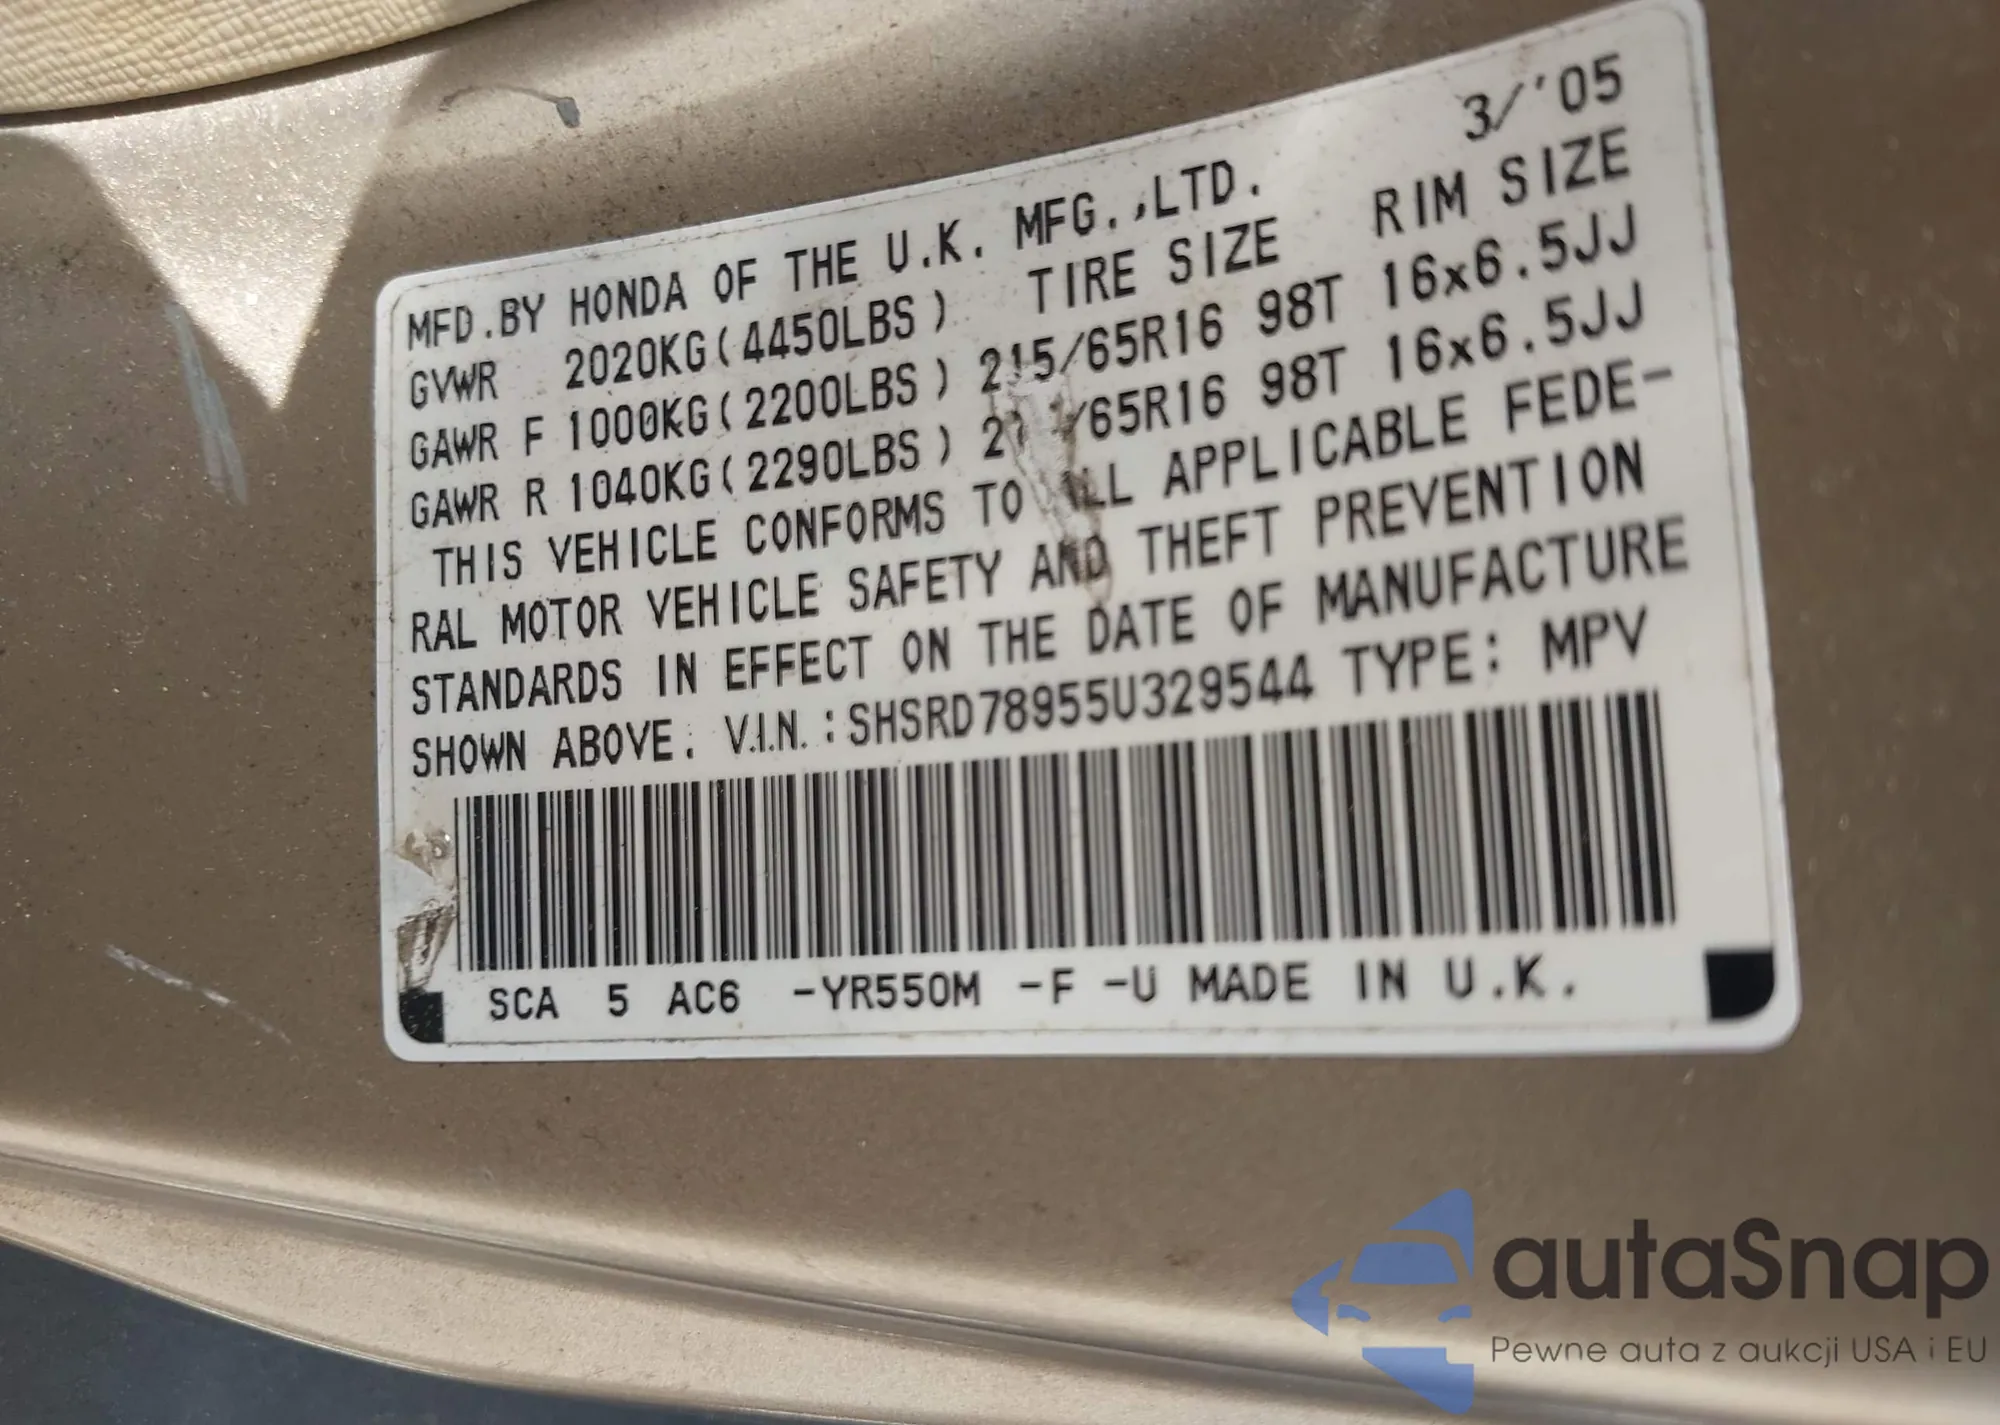 3/'05
MFD.BY HONDA OF THE U.K. MFG.,LTD.
GVWR 2020KG(4450LBS) TIRE SIZE RIM SIZE
GAWR F 1000KG(2200LBS) 215/65R16 98T 16x6.5JJ
GAWR R 1040KG(2290LBS) /65R16 98T 16x6.5JJ
THIS VEHICLE CONFORMS TO ALL APPLICABLE FEDE-
RAL MOTOR VEHICLE SAFETY AND THEFT PREVENTION
STANDARDS IN EFFECT ON THE DATE OF MANUFACTURE
SHOWN ABOVE. V.I.N.:SHSRD78955U329544 TYPE: MPV
SCA 5 AC6 -YR550M -F -U MADE IN U.K.
autaSnap
Pewne auta z aukcji USA i EU